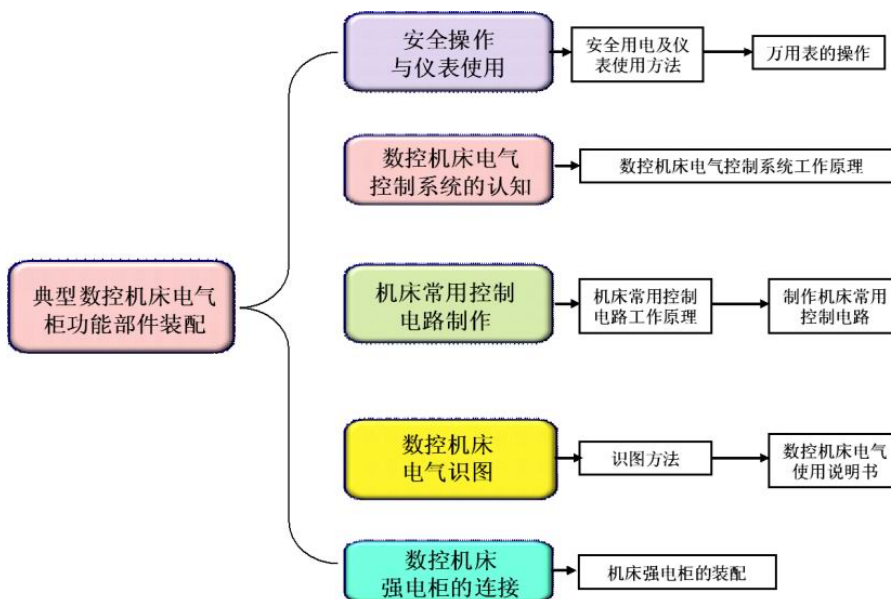 安全操作
与仪表使用
安全用电及仪
表使用方法
万用表的操作
数控机床电气
控制系统的认知
数控机床电气控制系统工作原理
典型数控机床电气
柜功能部件装配
机床常用控制
电路制作
机床常用控制
电路工作原理
制作机床常用
控制电路
数控机床
电气识图
识图方法
数控机床电气
使用说明书
数控机床
强电柜的连接
机床强电柜的装配